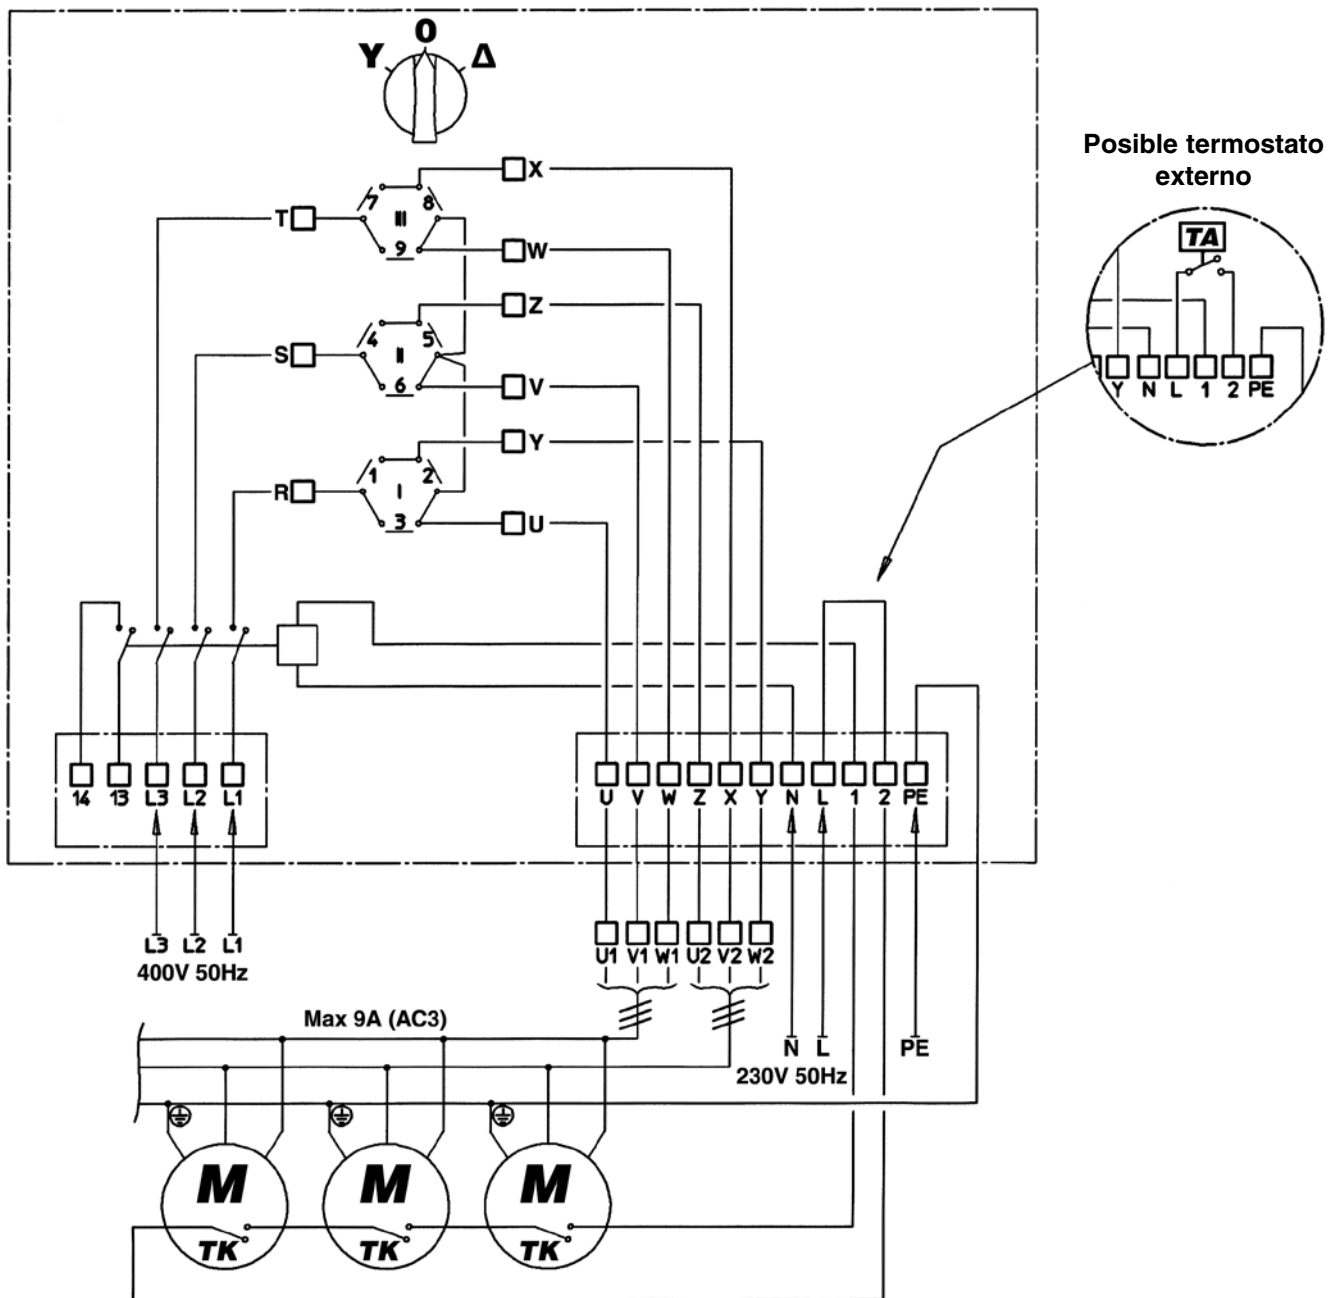 O
Y Δ
Posible termostato
externo
X
7 8
T III
9 W
TA
Z
4 5
S II
6 V
Y N L 1 2 PE
Y
1 2
R I
3 U
14 13 L3 L2 L1
U V W Z X Y N L 1 2 PE
L3 L2 L1
400V 50Hz
U1 V1 W1 U2 V2 W2
Max 9A (AC3)
N L PE
230V 50Hz
M M M
TK TK TK